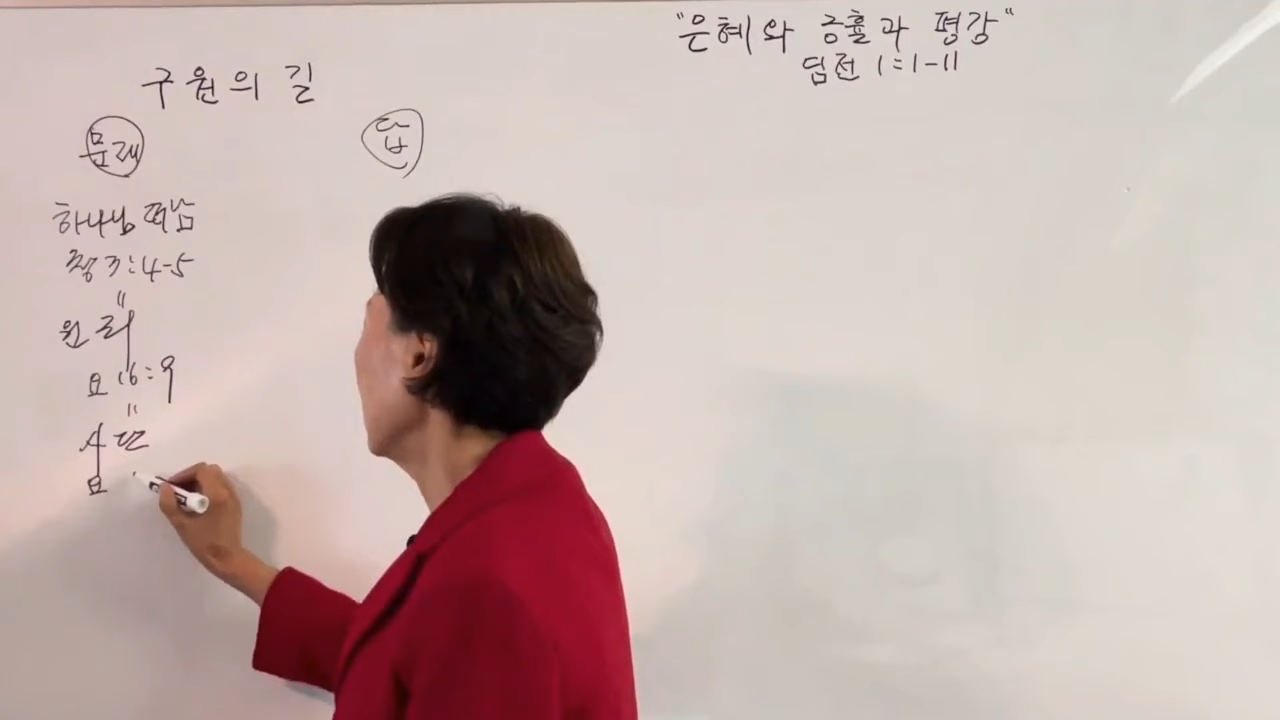 "은혜와 긍휼과 평강"
딤전 1:1-11
구원의 길
문제
답
하나님 떠남
창 3:4-5
"
원죄
요 16:9
"
사단
요